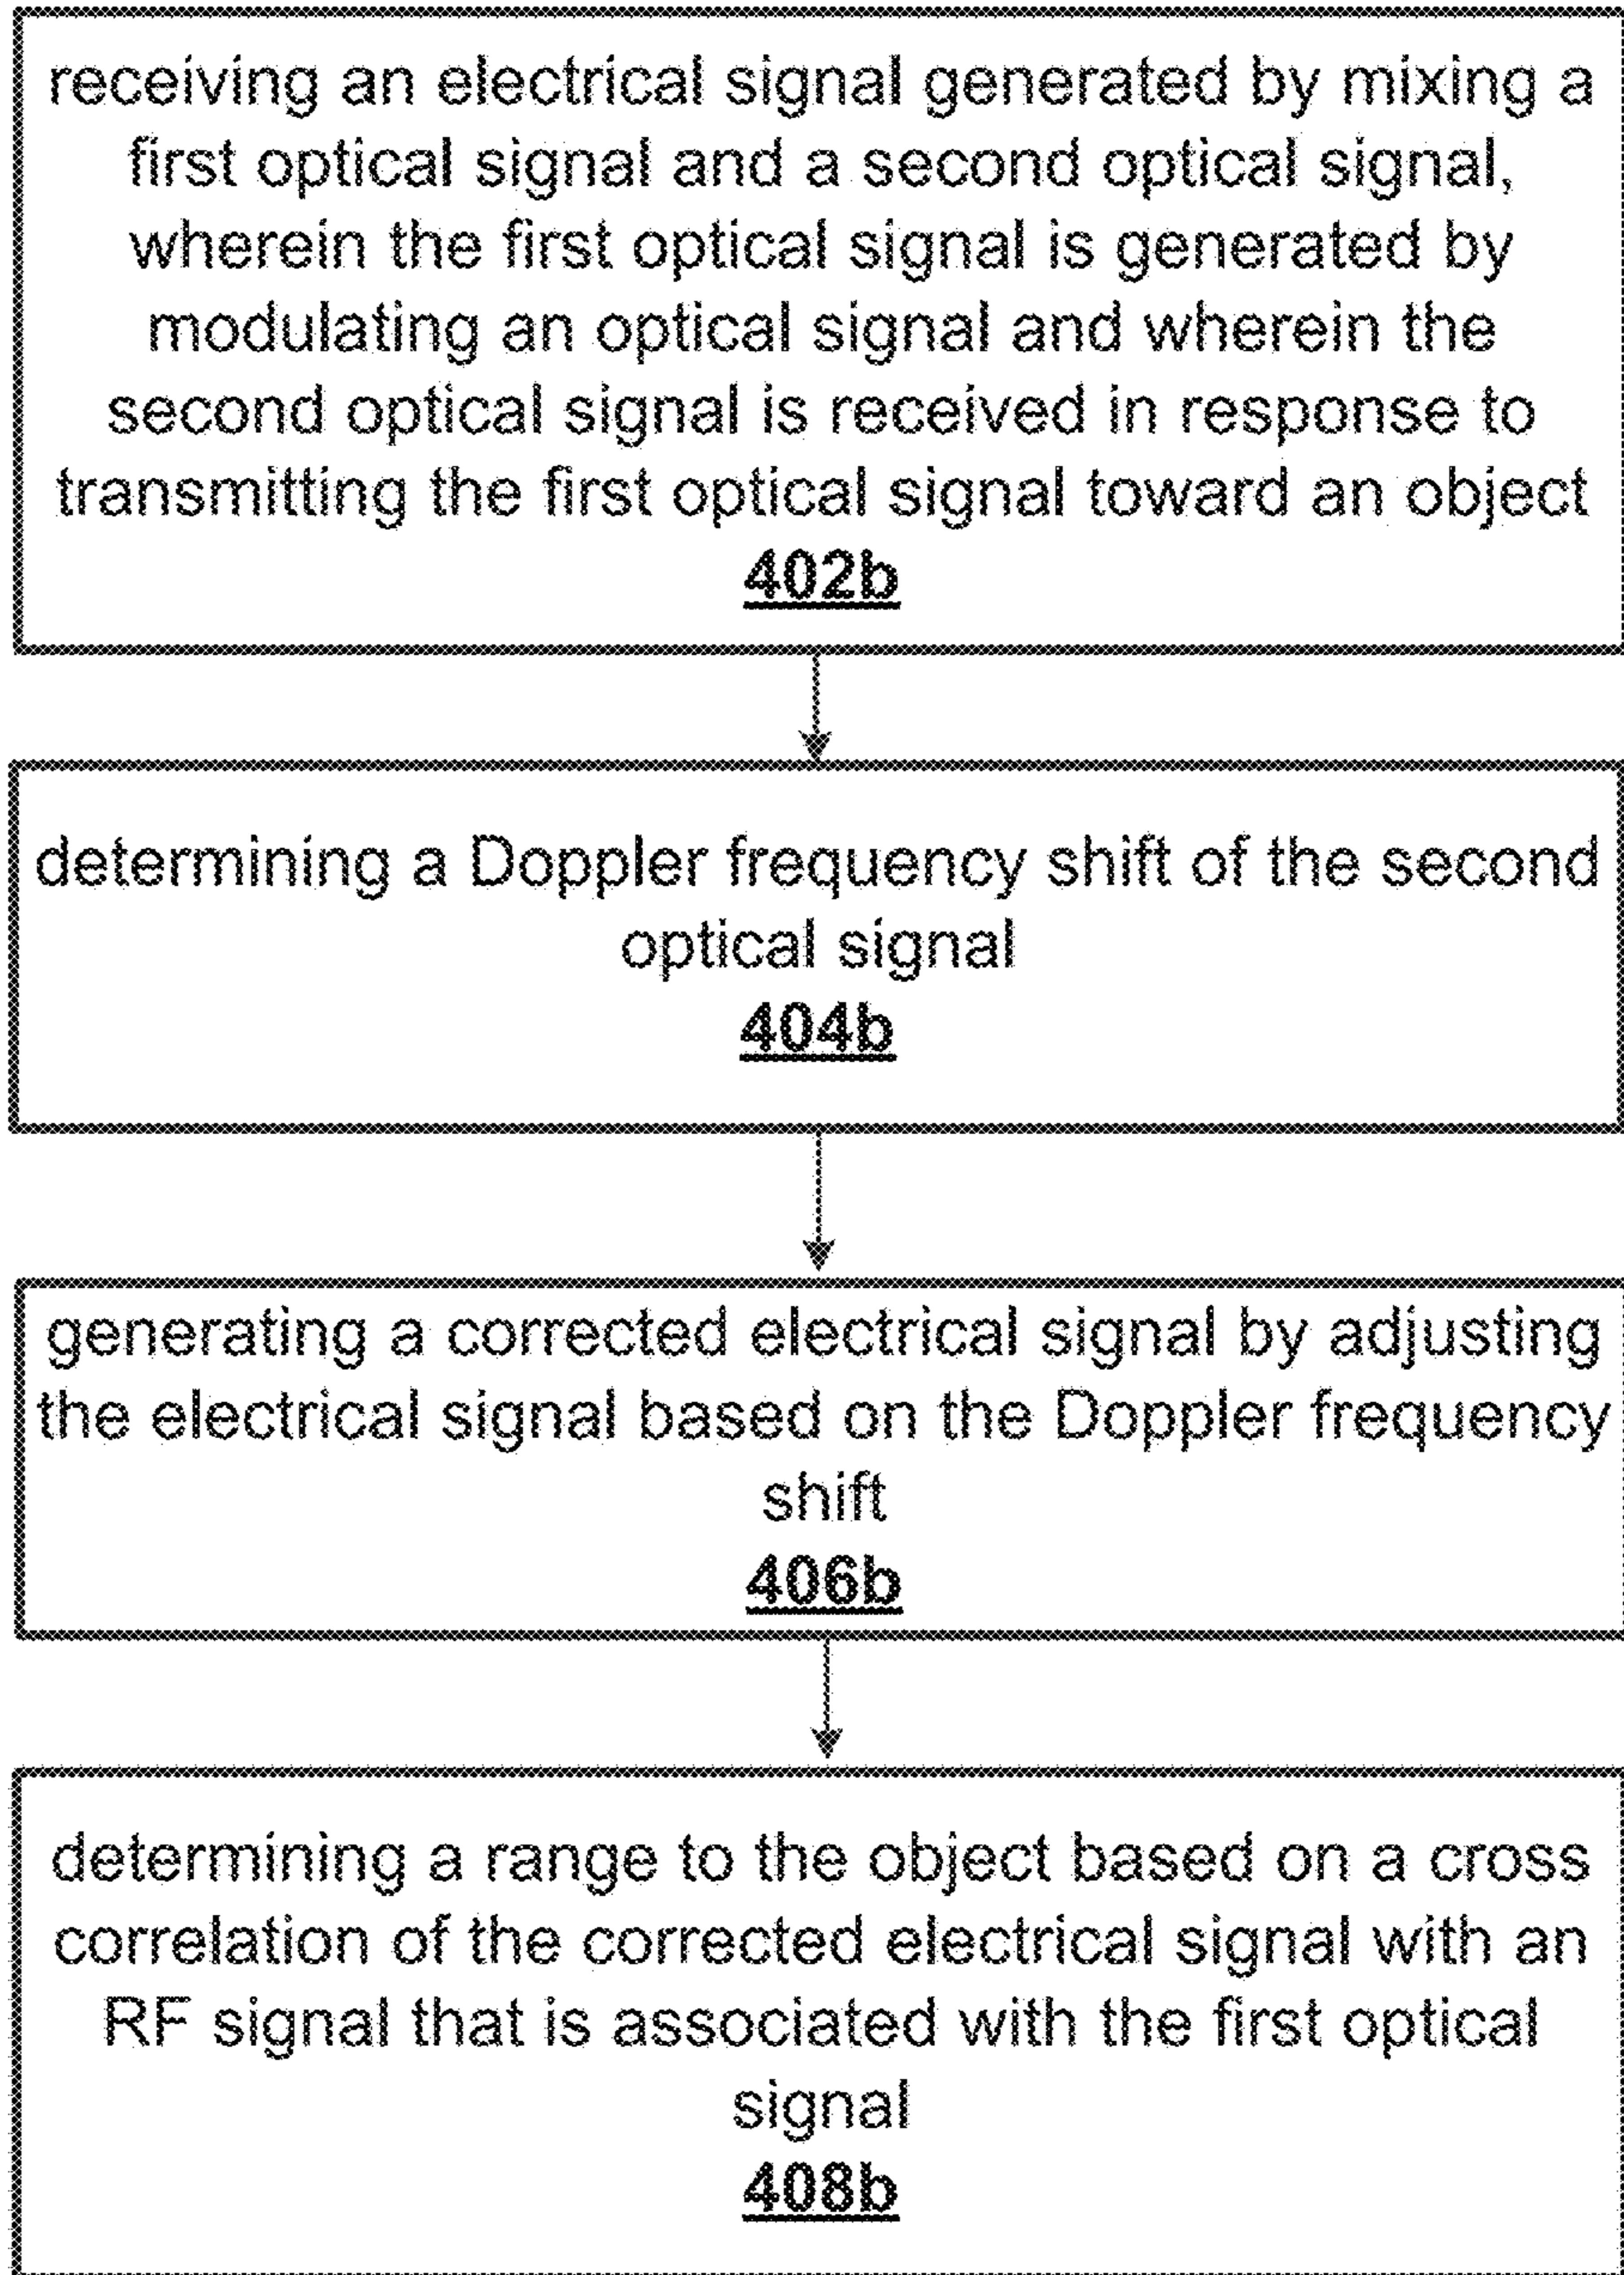 receiving an electrical signal generated by mixing a
first optical signal and a second optical signal,
wherein the first optical signal is generated by
modulating an optical signal and wherein the
second optical signal is received in response to
transmitting the first optical signal toward an object
402b
determining a Doppler frequency shift of the second
optical signal
404b
generating a corrected electrical signal by adjusting
the electrical signal based on the Doppler frequency
shift
406b
determining a range to the object based on a cross
correlation of the corrected electrical signal with an
RF signal that is associated with the first optical
signal
408b